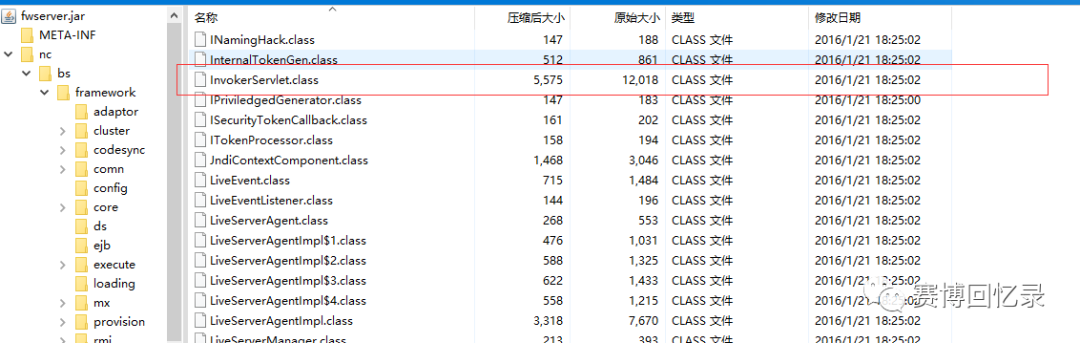 fwserver.jar
META-INF
nc
bs
framework
adaptor
cluster
codesync
comn
config
core
ds
ejb
execute
loading
mx
provision
rmi
名称 压缩后大小 原始大小 类型 修改日期
INamingHack.class 147 188 CLASS 文件 2016/1/21 18:25:02
InternalTokenGen.class 512 861 CLASS 文件 2016/1/21 18:25:02
InvokerServlet.class 5,575 12,018 CLASS 文件 2016/1/21 18:25:02
IPriviledgedGenerator.class 147 183 CLASS 文件 2016/1/21 18:25:00
ISecurityTokenCallback.class 161 202 CLASS 文件 2016/1/21 18:25:02
ITokenProcessor.class 158 194 CLASS 文件 2016/1/21 18:25:02
JndiContextComponent.class 1,468 3,046 CLASS 文件 2016/1/21 18:25:02
LiveEvent.class 715 1,484 CLASS 文件 2016/1/21 18:25:02
LiveEventListener.class 144 196 CLASS 文件 2016/1/21 18:25:02
LiveServerAgent.class 268 553 CLASS 文件 2016/1/21 18:25:02
LiveServerAgentImpl$1.class 476 1,031 CLASS 文件 2016/1/21 18:25:02
LiveServerAgentImpl$2.class 588 1,325 CLASS 文件 2016/1/21 18:25:02
LiveServerAgentImpl$3.class 622 1,433 CLASS 文件 2016/1/21 18:25:02
LiveServerAgentImpl$4.class 558 1,215 CLASS 文件 2016/1/21 18:25:02
LiveServerAgentImpl.class 3,318 7,670 CLASS 文件 2016/1/21 18:25:02
LiveServerManager.class 213 393 CLASS 文件 2016/1/21 18:25:02
赛博回忆录